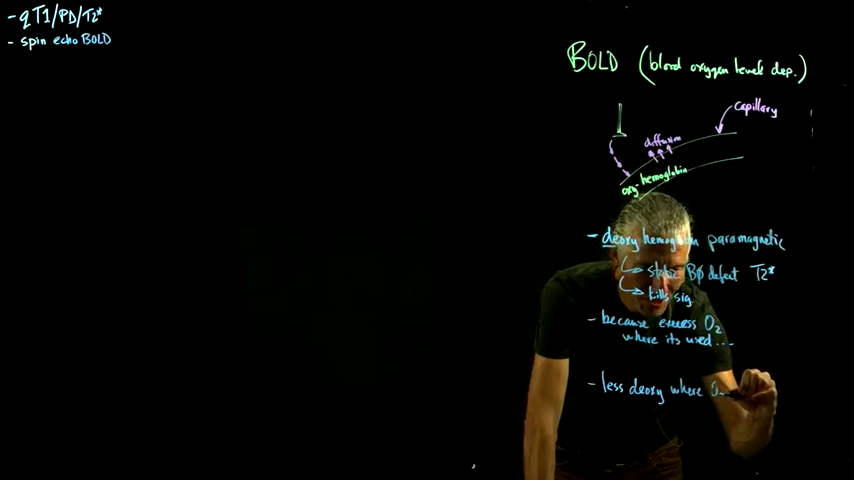 - qT1/PD/T2*
- spin echo BOLD
BOLD (blood oxygen level dep.)
capillary
diffusion
oxy-hemoglobin
- deoxy hemoglobin paramagnetic
↳ static Bφ defect T2*
↳ kills sig.
- because excess O2
where its used ...
- less deoxy where O